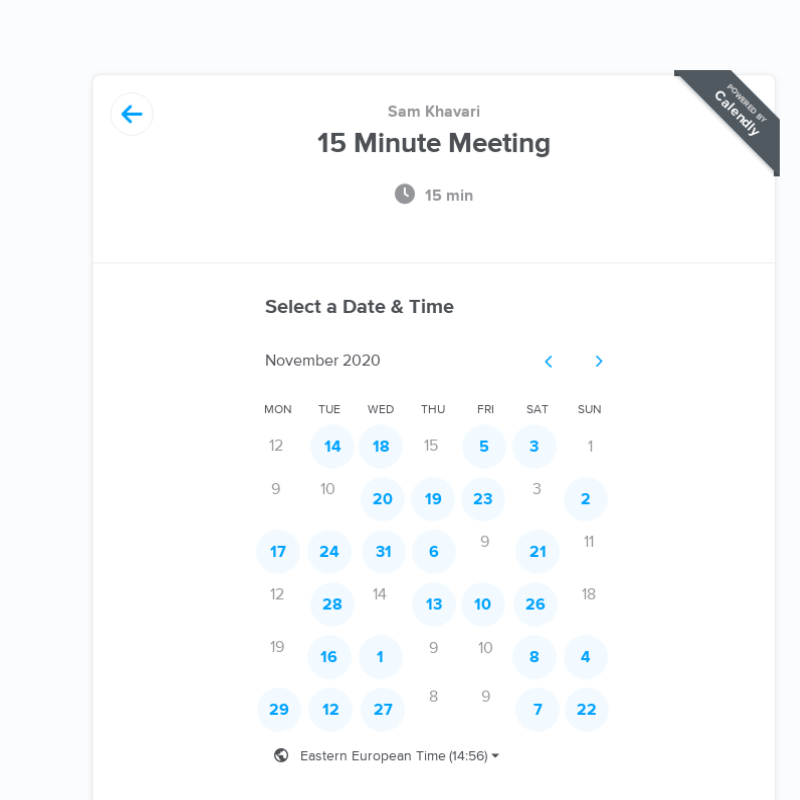 POWERED BY
Calendly
Sam Khavari
15 Minute Meeting
15 min
Select a Date & Time
November 2020
MON TUE WED THU FRI SAT SUN
12 14 18 15 5 3 1
9 10 20 19 23 3 2
17 24 31 6 9 21 11
12 28 14 13 10 26 18
19 16 1 9 10 8 4
29 12 27 8 9 7 22
Eastern European Time (14:56)